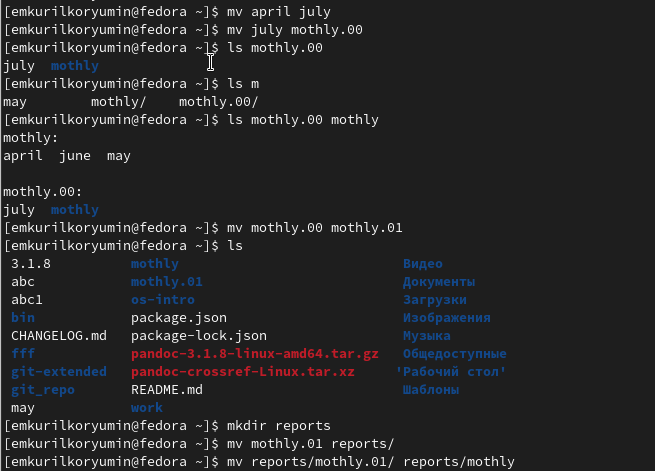 [emkurilkoryumin@fedora ~]$ mv april july
[emkurilkoryumin@fedora ~]$ mv july mothly.00
[emkurilkoryumin@fedora ~]$ ls mothly.00
july  mothly
[emkurilkoryumin@fedora ~]$ ls m
may        mothly/    mothly.00/
[emkurilkoryumin@fedora ~]$ ls mothly.00 mothly
mothly:
april  june  may

mothly.00:
july  mothly
[emkurilkoryumin@fedora ~]$ mv mothly.00 mothly.01
[emkurilkoryumin@fedora ~]$ ls
3.1.8          mothly                            Видео
abc            mothly.01                         Документы
abc1           os-intro                          Загрузки
bin            package.json                      Изображения
CHANGELOG.md   package-lock.json                 Музыка
fff            pandoc-3.1.8-linux-amd64.tar.gz   Общедоступные
git-extended   pandoc-crossref-Linux.tar.xz     'Рабочий стол'
git_repo       README.md                         Шаблоны
may            work
[emkurilkoryumin@fedora ~]$ mkdir reports
[emkurilkoryumin@fedora ~]$ mv mothly.01 reports/
[emkurilkoryumin@fedora ~]$ mv reports/mothly.01/ reports/mothly